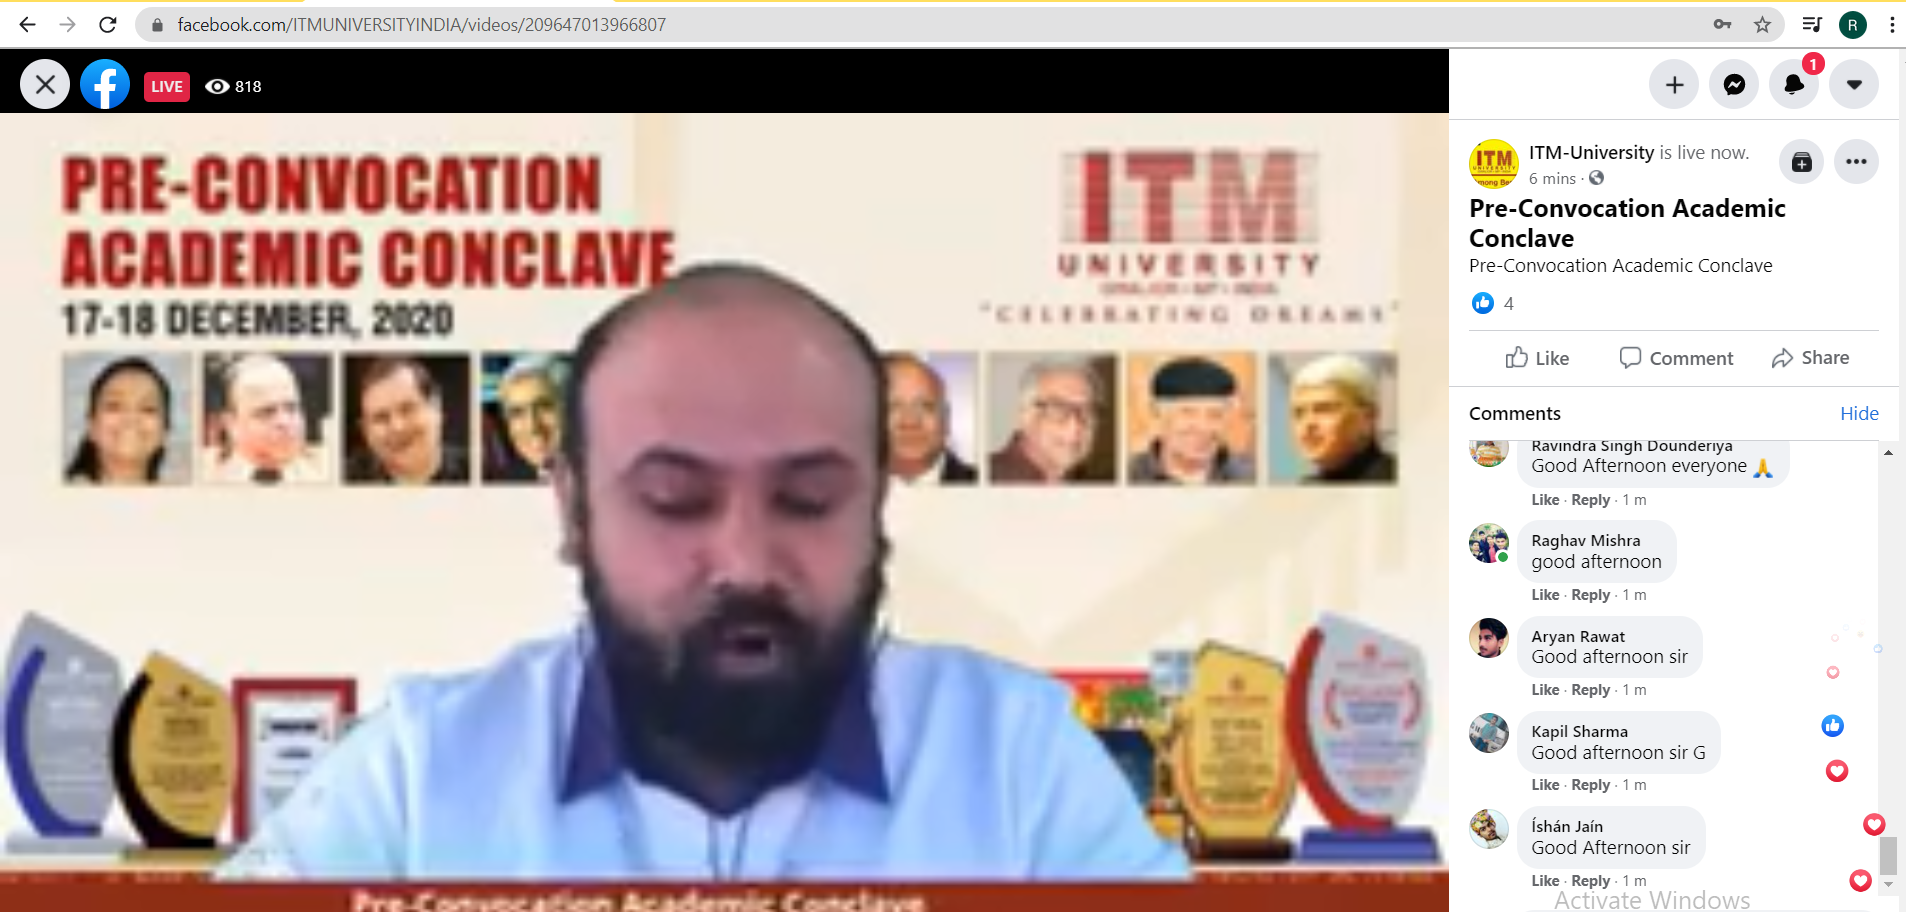 facebook.com/ITMUNIVERSITYINDIA/videos/209647013966807
R
LIVE
818
1
PRE-CONVOCATION
ACADEMIC CONCLAVE
17-18 DECEMBER, 2020
ITM
UNIVERSITY
"CELEBRATING DREAMS"
Pre-Convocation Academic Conclave
ITM
UNIVERSITY
ITM-University is live now.
6 mins ·
Pre-Convocation Academic
Conclave
Pre-Convocation Academic Conclave
4
Like
Comment
Share
Comments
Hide
Ravindra Singh Dounderiya
Good Afternoon everyone 🙏
Like · Reply · 1 m
Raghav Mishra
good afternoon
Like · Reply · 1 m
Aryan Rawat
Good afternoon sir
Like · Reply · 1 m
Kapil Sharma
Good afternoon sir G
Like · Reply · 1 m
Íshán Jaín
Good Afternoon sir
Like · Reply · 1 m
Activate Windows